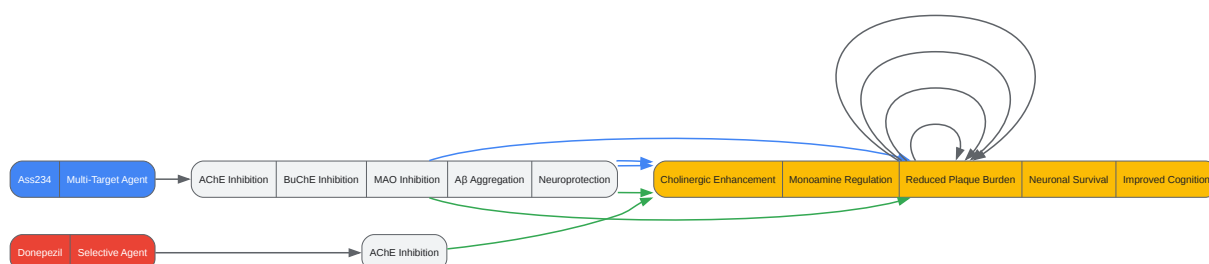 Ass234
Multi-Target Agent
AChE Inhibition
BuChE Inhibition
MAO Inhibition
Aβ Aggregation
Neuroprotection
Cholinergic Enhancement
Monoamine Regulation
Reduced Plaque Burden
Neuronal Survival
Improved Cognition
Donepezil
Selective Agent
AChE Inhibition